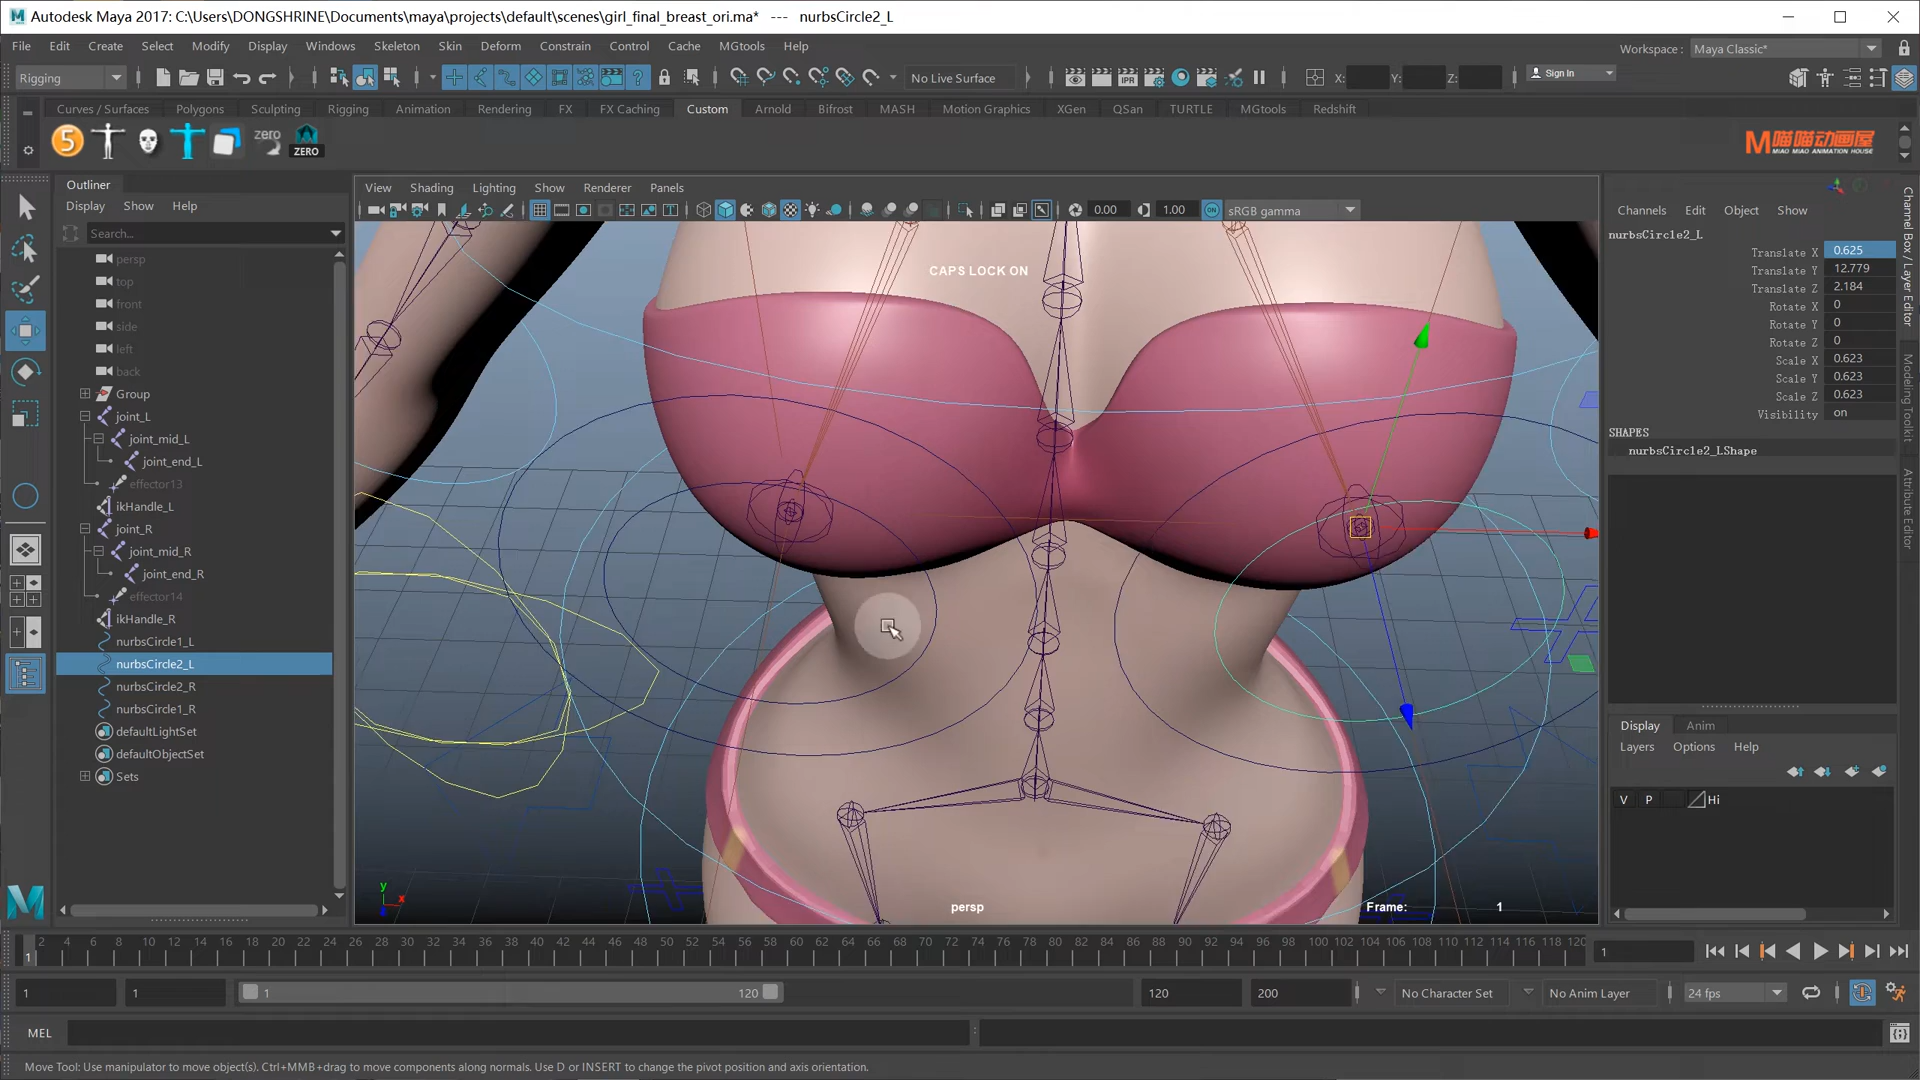 Autodesk Maya 2017: C:\Users\DONGSHRINE\Documents\maya\projects\default\scenes\girl_final_breast_ori.ma* --- nurbsCircle2_L
File Edit Create Select Modify Display Windows Skeleton Skin Deform Constrain Control Cache MGtools Help
Workspace : Maya Classic*
Rigging No Live Surface X: Y: Z: Sign In
Curves / Surfaces Polygons Sculpting Rigging Animation Rendering FX FX Caching Custom Arnold Bifrost MASH Motion Graphics XGen QSan TURTLE MGtools Redshift
5 zero ZERO
M喵喵动画屋
MIAO MIAO ANIMATION HOUSE
Outliner
Display Show Help
Search...
persp
top
front
side
left
back
Group
joint_L
joint_mid_L
joint_end_L
effector13
ikHandle_L
joint_R
joint_mid_R
joint_end_R
effector14
ikHandle_R
nurbsCircle1_L
nurbsCircle2_L
nurbsCircle2_R
nurbsCircle1_R
defaultLightSet
defaultObjectSet
Sets
View Shading Lighting Show Renderer Panels
0.00 1.00 sRGB gamma
CAPS LOCK ON
y
x
persp
Frame: 1
Channels Edit Object Show
nurbsCircle2_L
Translate X 0.625
Translate Y 12.779
Translate Z 2.184
Rotate X 0
Rotate Y 0
Rotate Z 0
Scale X 0.623
Scale Y 0.623
Scale Z 0.623
Visibility on
SHAPES
nurbsCircle2_LShape
Display Anim
Layers Options Help
V P Hi
Channel Box / Layer Editor
Modeling Toolkit
Attribute Editor
2 4 6 8 10 12 14 16 18 20 22 24 26 28 30 32 34 36 38 40 42 44 46 48 50 52 54 56 58 60 62 64 66 68 70 72 74 76 78 80 82 84 86 88 90 92 94 96 98 100 102 104 106 108 110 112 114 116 118 120
1
1
1 1 1 120 120 200 No Character Set No Anim Layer 24 fps
MEL
Move Tool: Use manipulator to move object(s). Ctrl+MMB+drag to move components along normals. Use D or INSERT to change the pivot position and axis orientation.